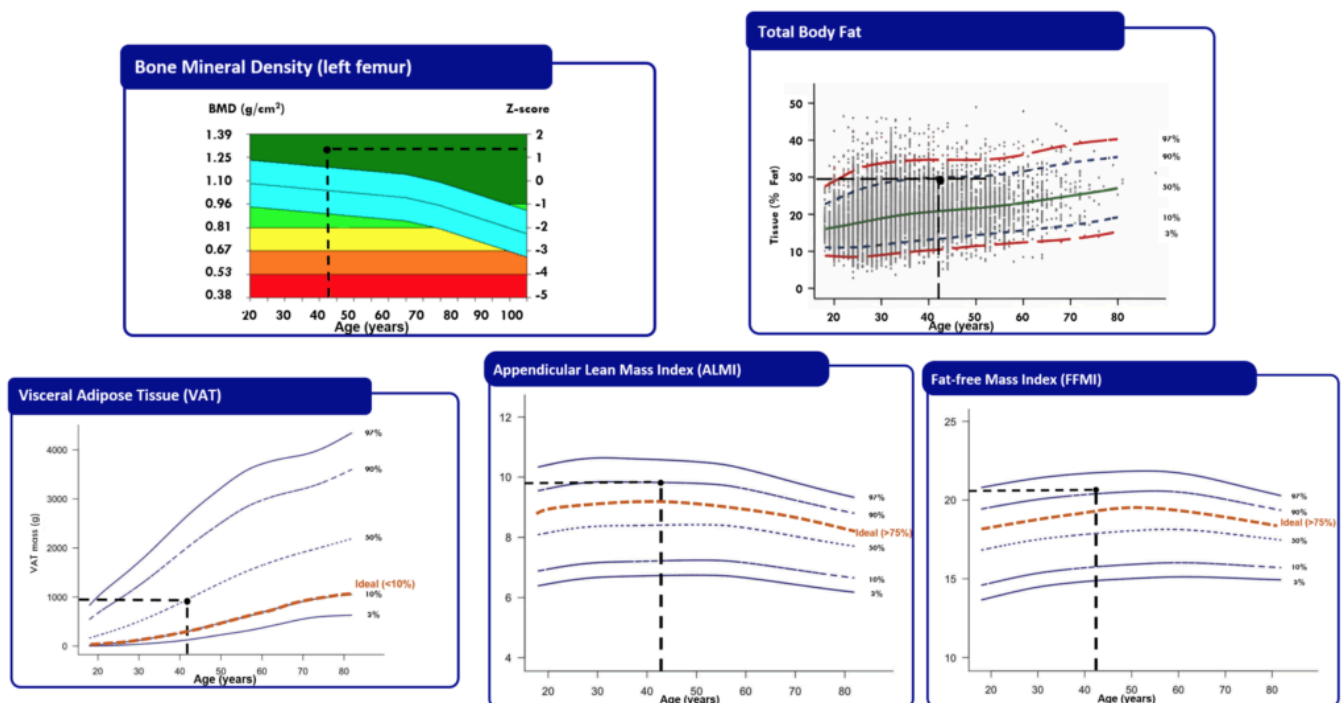 Bone Mineral Density (left femur)
BMD (g/cm²)
Z-score
1.39
1.25
1.10
0.96
0.81
0.67
0.53
0.38
2
1
0
-1
-2
-3
-4
-5
20 30 40 50 60 70 80 90 100
Age (years)
Total Body Fat
Tissue (% Fat)
50
40
30
20
10
0
97%
90%
50%
10%
3%
20 30 40 50 60 70 80
Age (years)
Visceral Adipose Tissue (VAT)
VAT mass (g)
4000
3000
2000
1000
0
97%
90%
50%
Ideal (<10%)
10%
3%
20 30 40 50 60 70 80
Age (years)
Appendicular Lean Mass Index (ALMI)
12
10
8
6
4
97%
90%
Ideal (>75%)
50%
10%
3%
20 30 40 50 60 70 80
Age (years)
Fat-free Mass Index (FFMI)
25
20
15
10
97%
90%
Ideal (>75%)
50%
10%
3%
20 30 40 50 60 70 80
Age (years)